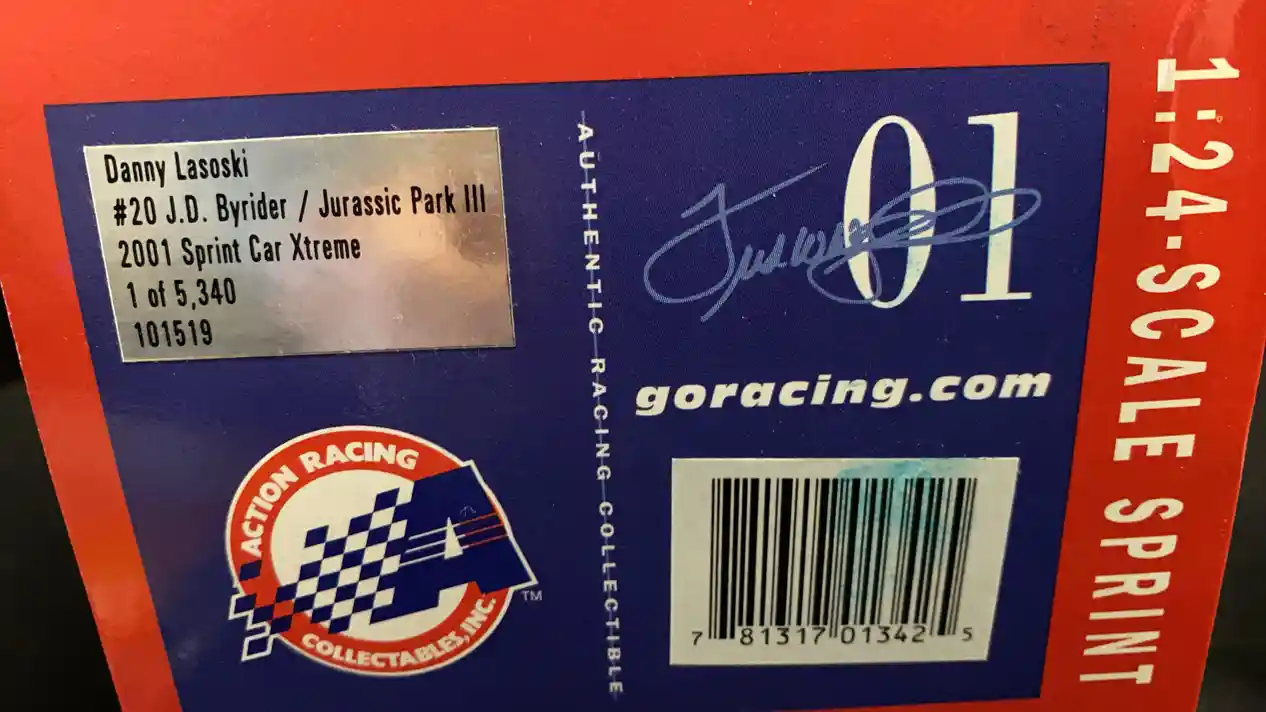 Danny Lasoski
#20 J.D. Byrider / Jurassic Park III
2001 Sprint Car Xtreme
1 of 5,340
101519
ACTION RACING
A
COLLECTABLES, INC.
TM
AUTHENTIC RACING COLLECTIBLE
01
goracing.com
7 81317 01342 5
1:24-SCALE SPRINT